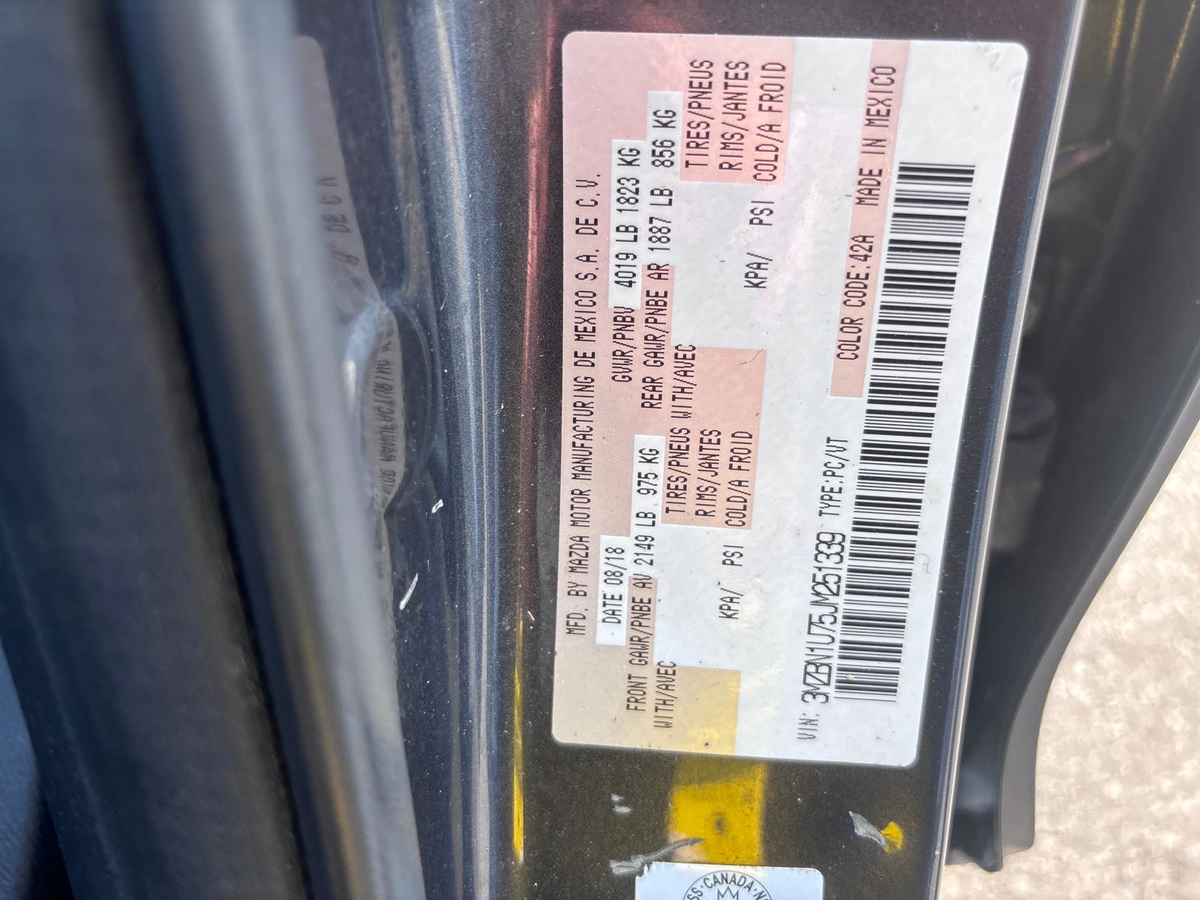 MFD. BY MAZDA MOTOR MANUFACTURING DE MEXICO S.A. DE C.V.
DATE 08/18 GVWR/PNBV 4019 LB 1823 KG
FRONT GAWR/PNBE AV 2149 LB 975 KG REAR GAWR/PNBE AR 1887 LB 856 KG
WITH/AVEC TIRES/PNEUS WITH/AVEC TIRES/PNEUS
RIMS/JANTES RIMS/JANTES
KPA/ PSI COLD/A FROID KPA/ PSI COLD/A FROID
VIN: 3MZBN1U75JM251339 TYPE:PC/VT
COLOR CODE:42A MADE IN MEXICO
CANADA